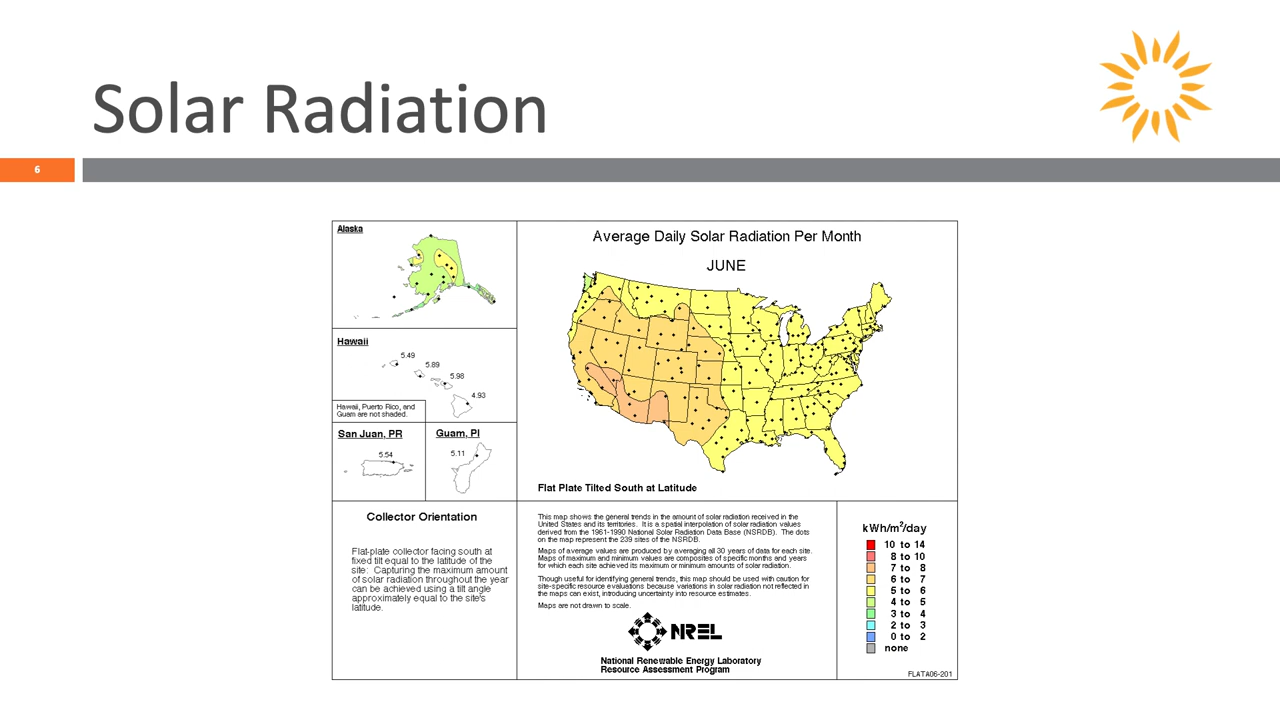 Solar Radiation
6
Alaska
Hawaii
5.49
5.89
5.98
4.93
Hawaii, Puerto Rico, and
Guam are not shaded.
San Juan, PR
5.54
Guam, PI
5.11
Average Daily Solar Radiation Per Month
JUNE
Flat Plate Tilted South at Latitude
Collector Orientation
Flat-plate collector facing south at
fixed tilt equal to the latitude of the
site: Capturing the maximum amount
of solar radiation throughout the year
can be achieved using a tilt angle
approximately equal to the site's
latitude.
This map shows the general trends in the amount of solar radiation received in the
United States and its territories. It is a spatial interpolation of solar radiation values
derived from the 1961-1990 National Solar Radiation Data Base (NSRDB). The dots
on the map represent the 239 sites of the NSRDB.
Maps of average values are produced by averaging all 30 years of data for each site.
Maps of maximum and minimum values are composites of specific months and years
for which each site achieved its maximum or minimum amounts of solar radiation.
Though useful for identifying general trends, this map should be used with caution for
site-specific resource evaluations because variations in solar radiation not reflected in
the maps can exist, introducing uncertainty into resource estimates.
Maps are not drawn to scale.
NREL
National Renewable Energy Laboratory
Resource Assessment Program
kWh/m²/day
10 to 14
8 to 10
7 to 8
6 to 7
5 to 6
4 to 5
3 to 4
2 to 3
0 to 2
none
FLATA06-201